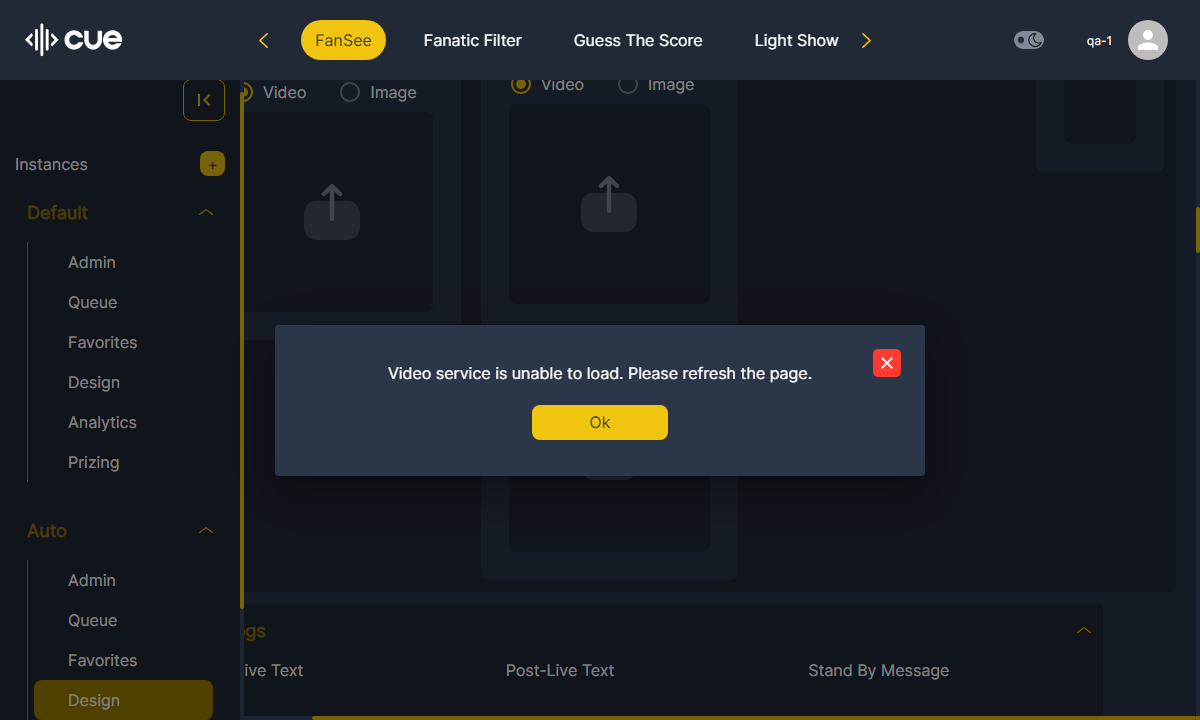 cue
FanSee
Fanatic Filter
Guess The Score
Light Show
qa-1
Video
Image
Video
Image
Instances
+
Default
Admin
Queue
Favorites
Design
Analytics
Prizing
Video service is unable to load. Please refresh the page.
Ok
Auto
Admin
Queue
Favorites
Design
gs
ive Text
Post-Live Text
Stand By Message